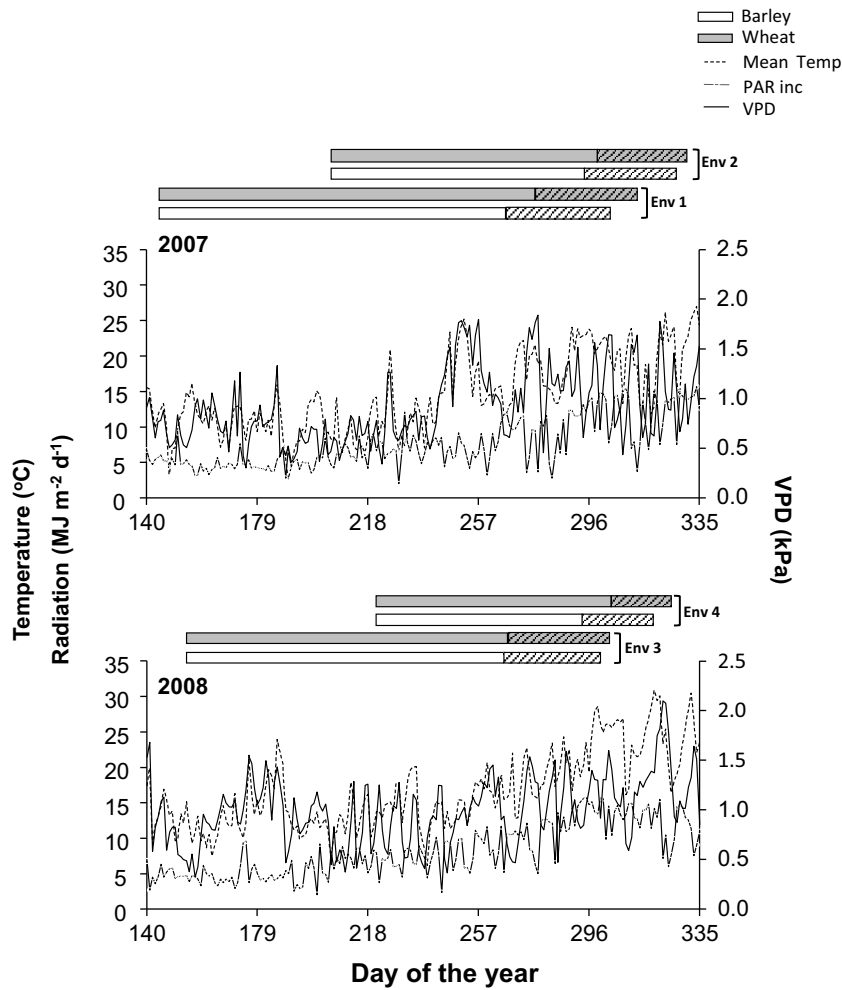 Barley
Wheat
Mean Temp
PAR inc
VPD
Env 2
Env 1
2007
35
30
25
20
15
10
5
0
2.5
2.0
1.5
1.0
0.5
0.0
140 179 218 257 296 335
Temperature (ºC)
Radiation (MJ m-2 d-1)
VPD (kPa)
Env 4
Env 3
2008
35
30
25
20
15
10
5
0
2.5
2.0
1.5
1.0
0.5
0.0
140 179 218 257 296 335
Day of the year